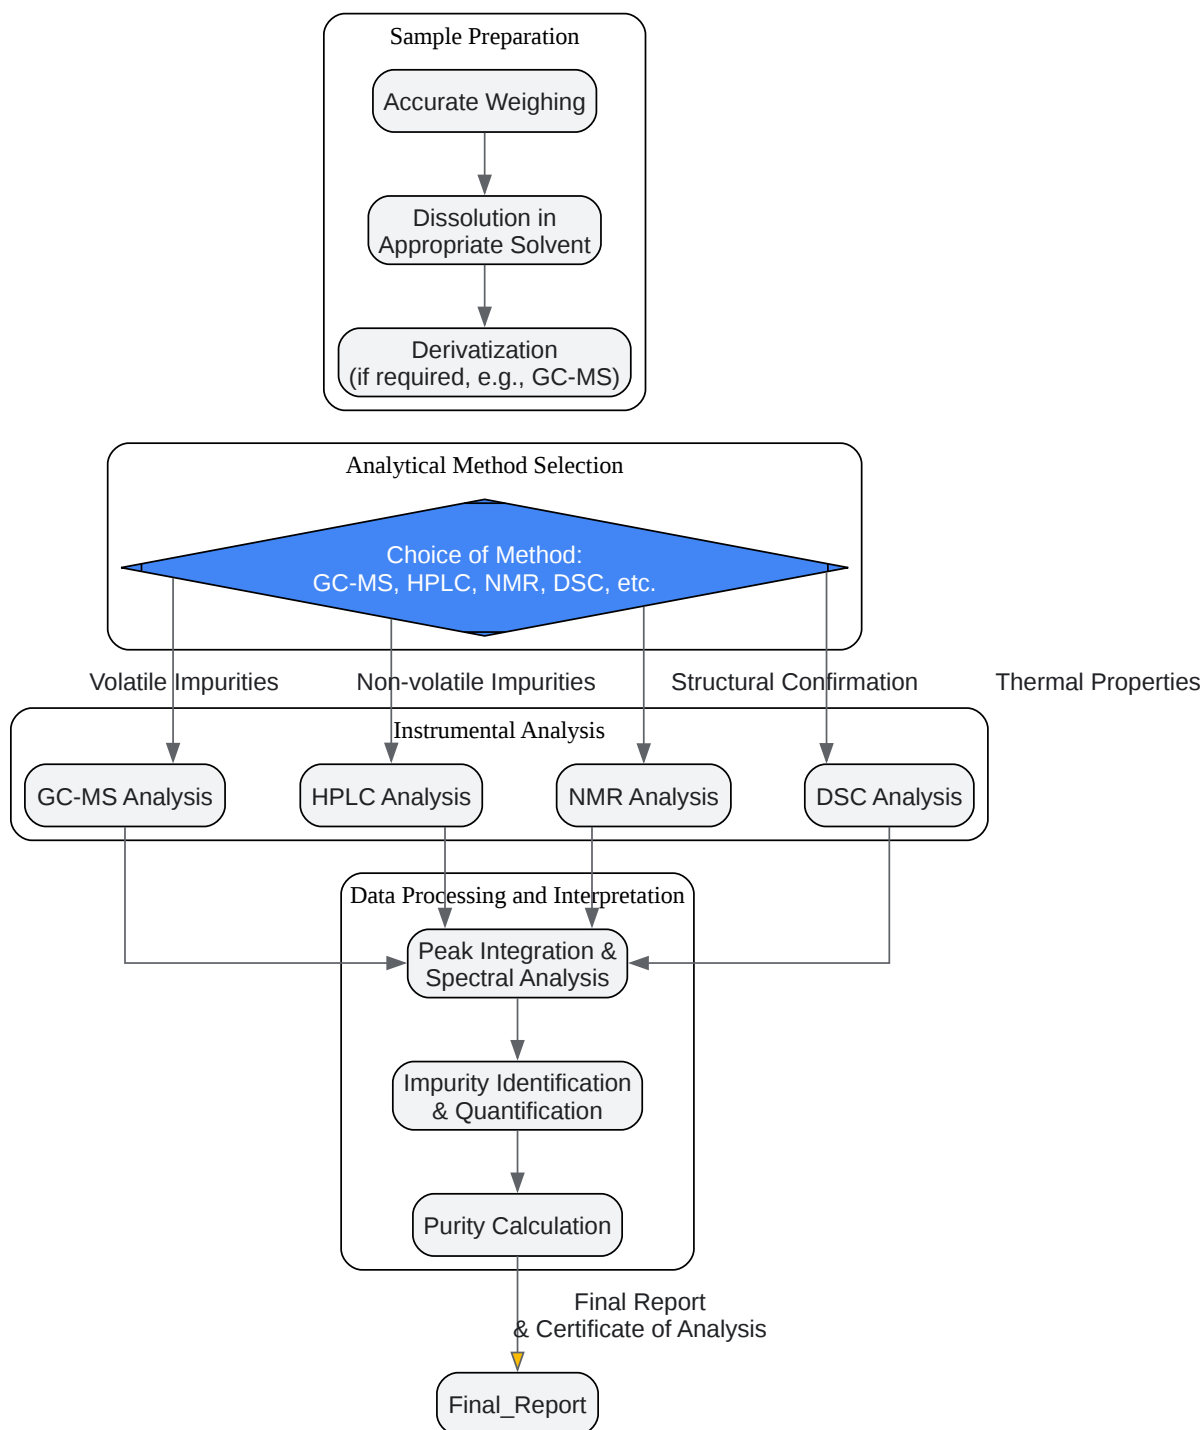 Sample Preparation
Accurate Weighing
Dissolution in
Appropriate Solvent
Derivatization
(if required, e.g., GC-MS)
Analytical Method Selection
Choice of Method:
GC-MS, HPLC, NMR, DSC, etc.
Volatile Impurities
Non-volatile Impurities
Structural Confirmation
Thermal Properties
Instrumental Analysis
GC-MS Analysis
HPLC Analysis
NMR Analysis
DSC Analysis
Data Processing and Interpretation
Peak Integration &
Spectral Analysis
Impurity Identification
& Quantification
Purity Calculation
Final Report
& Certificate of Analysis
Final_Report